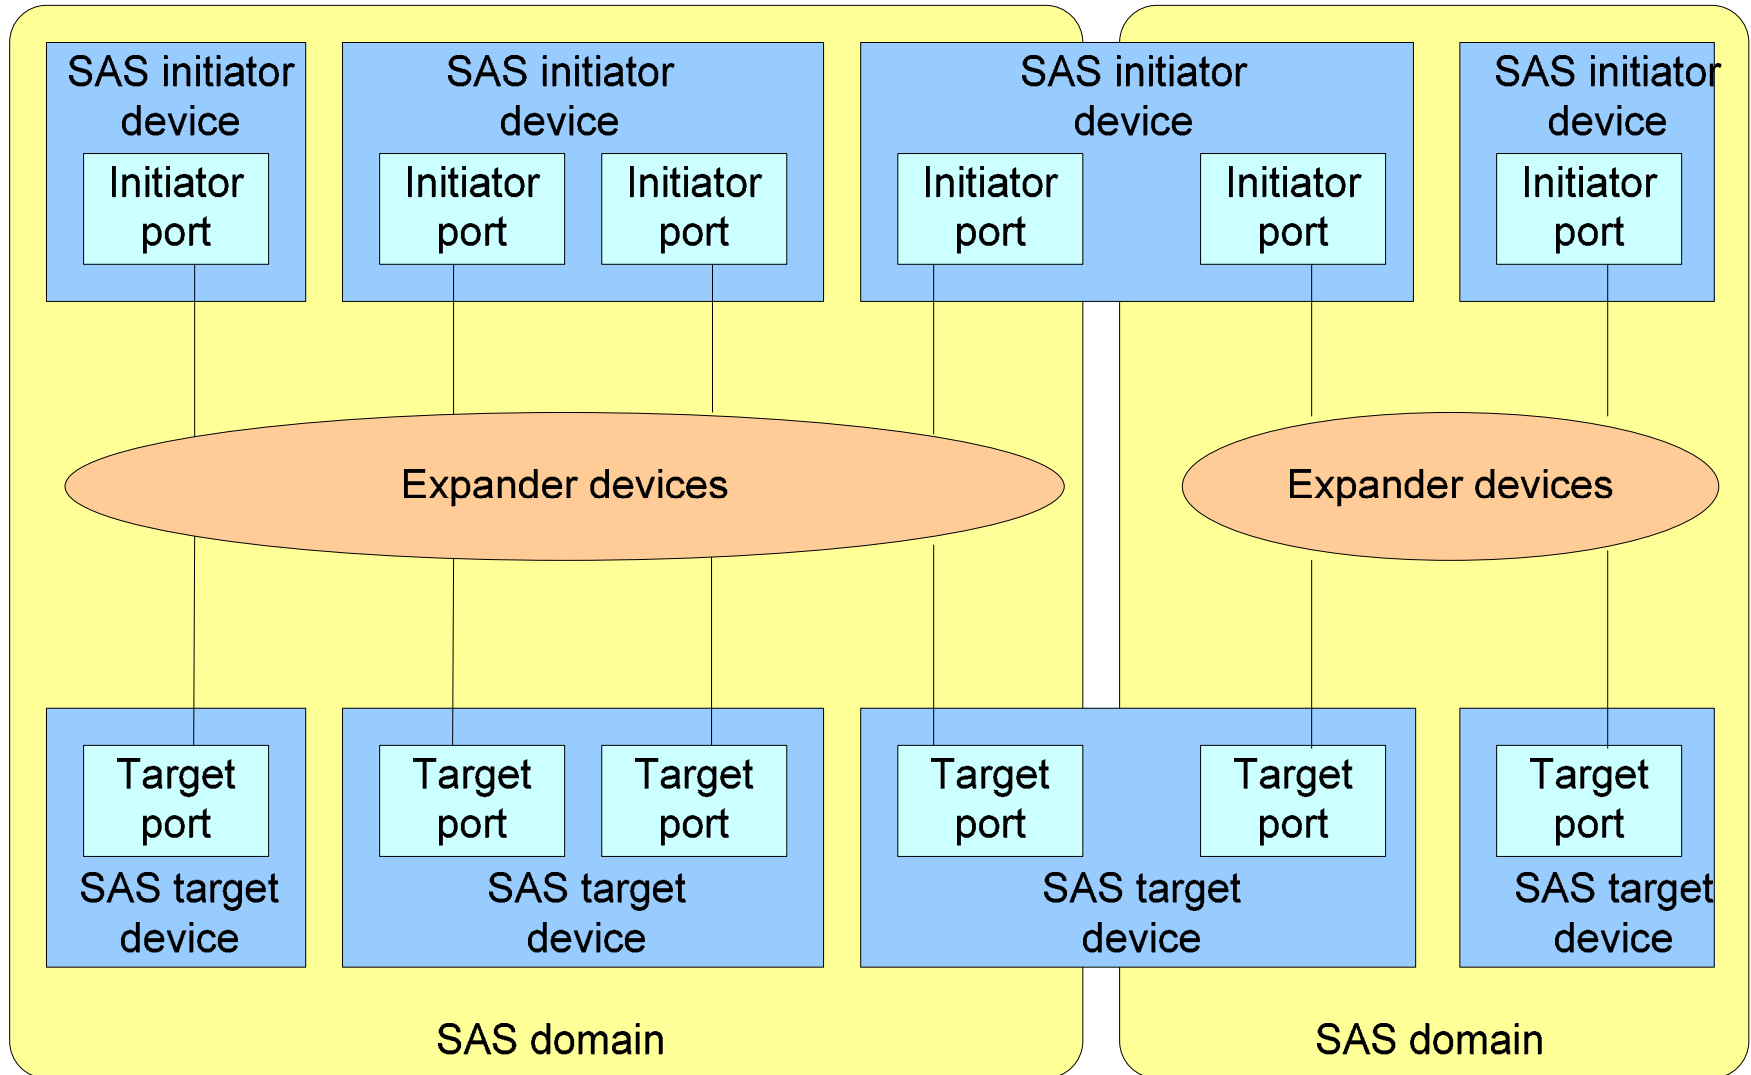 SAS initiator
device
SAS initiator
device
SAS initiator
device
SAS initiator
device
Initiator
port
Initiator
port
Initiator
port
Initiator
port
Initiator
port
Initiator
port
Expander devices
Expander devices
Target
port
Target
port
Target
port
Target
port
Target
port
Target
port
SAS target
device
SAS target
device
SAS target
device
SAS target
device
SAS domain
SAS domain